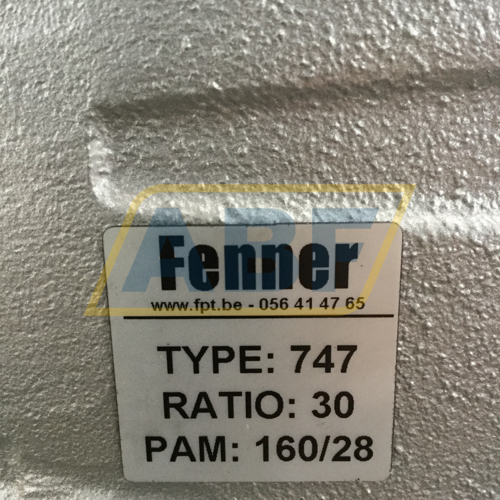 ABF
Fenner
www.fpt.be - 056 41 47 65
TYPE: 747
RATIO: 30
PAM: 160/28